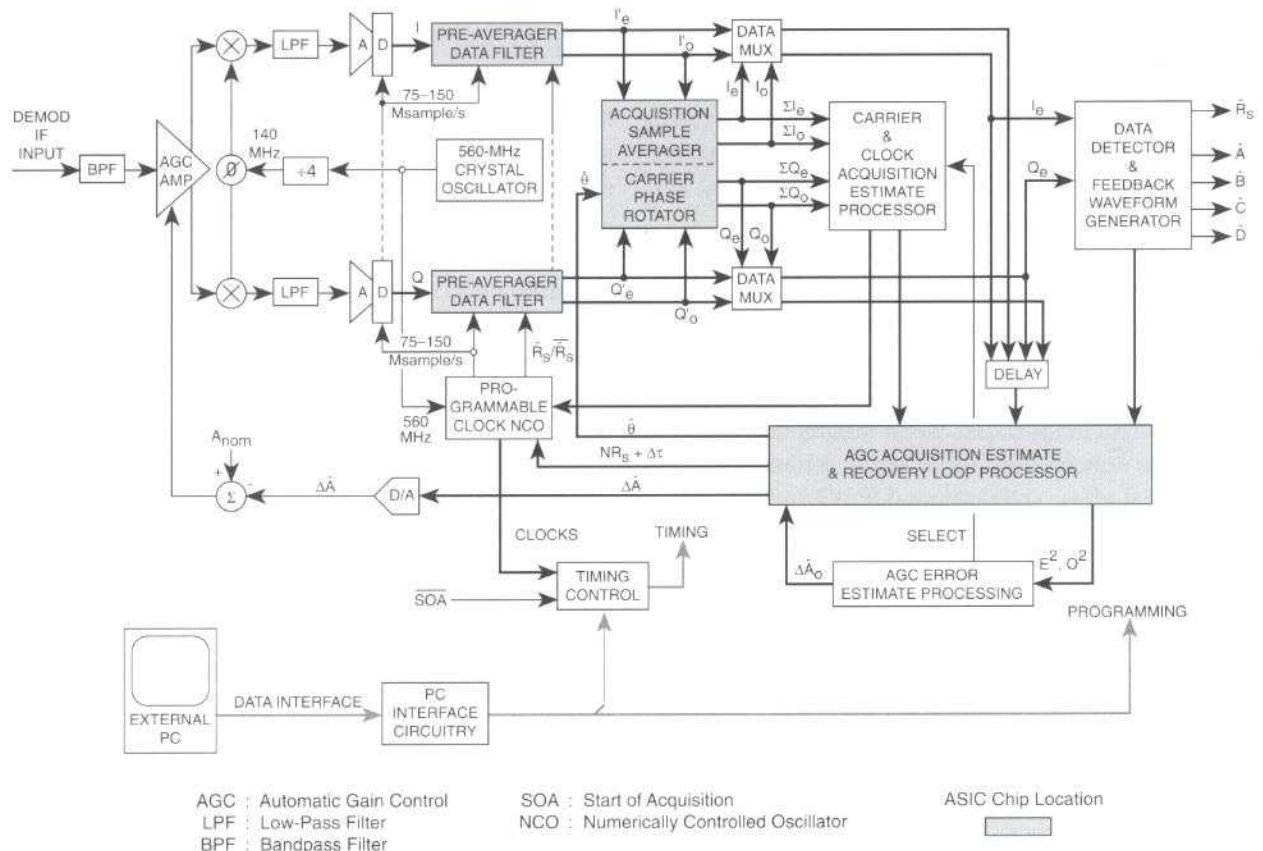 DEMOD
IF
INPUT
BPF
AGC
AMP
LPF
A
D
I
PRE-AVERAGER
DATA FILTER
I'e
I'o
DATA
MUX
75–150
Msample/s
140
MHz
÷4
560-MHz
CRYSTAL
OSCILLATOR
ACQUISITION
SAMPLE
AVERAGER
CARRIER
PHASE
ROTATOR
θ̂
Ie
Io
ΣIe
ΣIo
ΣQe
ΣQo
Qe
Qo
CARRIER
&
CLOCK
ACQUISITION
ESTIMATE
PROCESSOR
Ie
Qe
DATA
DETECTOR
&
FEEDBACK
WAVEFORM
GENERATOR
R̂s
Â
B̂
Ĉ
D̂
LPF
A
D
Q
PRE-AVERAGER
DATA FILTER
Q'e
Q'o
DATA
MUX
75–150
Msample/s
R̂s/R̂s
DELAY
560
MHz
PRO-
GRAMMABLE
CLOCK NCO
θ̂
NRs + Δτ
AGC ACQUISITION ESTIMATE
& RECOVERY LOOP PROCESSOR
Anom
+
Σ
-
ΔÂ
D/A
ΔÂ
CLOCKS
TIMING
SELECT
ΔÂo
E², O²
AGC ERROR
ESTIMATE PROCESSING
SOA
TIMING
CONTROL
PROGRAMMING
EXTERNAL
PC
DATA INTERFACE
PC
INTERFACE
CIRCUITRY
AGC : Automatic Gain Control
LPF : Low-Pass Filter
BPF : Bandpass Filter
SOA : Start of Acquisition
NCO : Numerically Controlled Oscillator
ASIC Chip Location